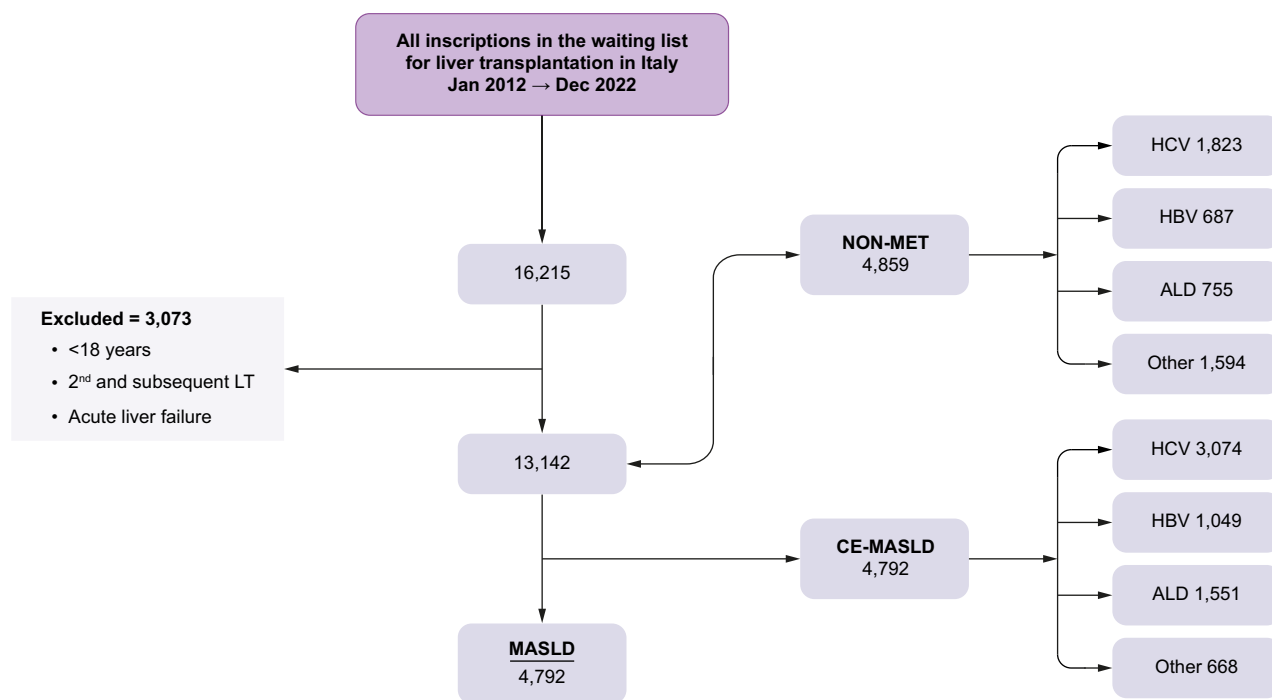 All inscriptions in the waiting list
for liver transplantation in Italy
Jan 2012 → Dec 2022
16,215
Excluded = 3,073
• <18 years
• 2nd and subsequent LT
• Acute liver failure
13,142
MASLD
4,792
NON-MET
4,859
HCV 1,823
HBV 687
ALD 755
Other 1,594
CE-MASLD
4,792
HCV 3,074
HBV 1,049
ALD 1,551
Other 668